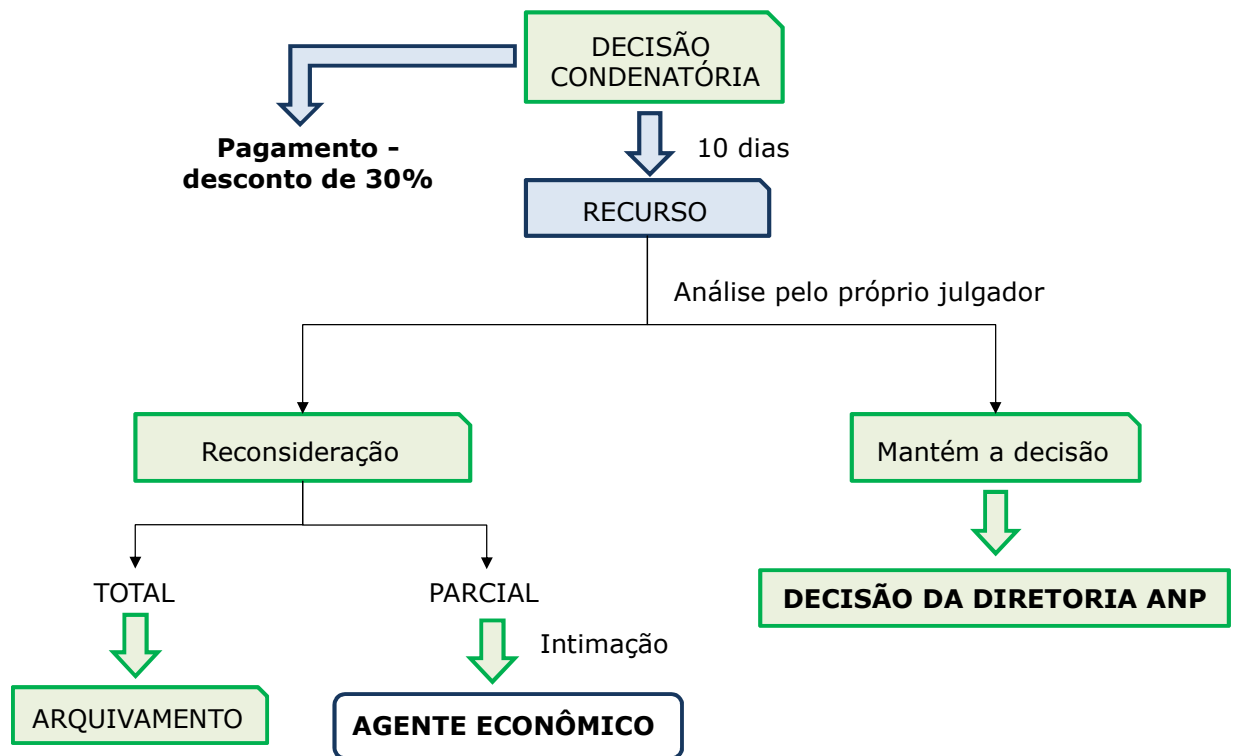 DECISÃO
CONDENATÓRIA
Pagamento -
desconto de 30%
10 dias
RECURSO
Análise pelo próprio julgador
Reconsideração
Mantém a decisão
TOTAL
PARCIAL
DECISÃO DA DIRETORIA ANP
Intimação
ARQUIVAMENTO
AGENTE ECONÔMICO